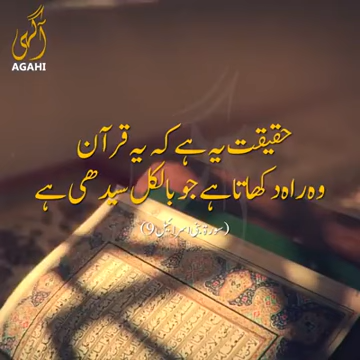 آگہی
AGAHI
حقیقت یہ ہے کہ یہ قرآن
وہ راہ دکھاتا ہے جو بالکل سیدھی ہے
(سورۃ بنی اسرائیل 9)